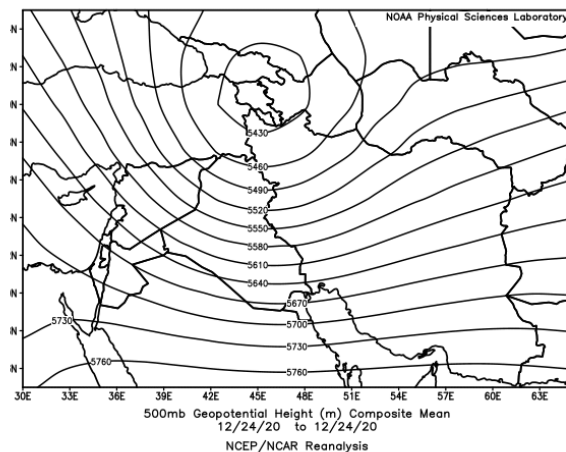 NOAA Physical Sciences Laboratory
N
N
N
N
N
N
N
N
N
N
5430
5460
5490
5520
5550
5580
5610
5640
5670
5700
5730
5730
5760
5760
30E 33E 36E 39E 42E 45E 48E 51E 54E 57E 60E 63E
500mb Geopotential Height (m) Composite Mean
12/24/20 to 12/24/20
NCEP/NCAR Reanalysis